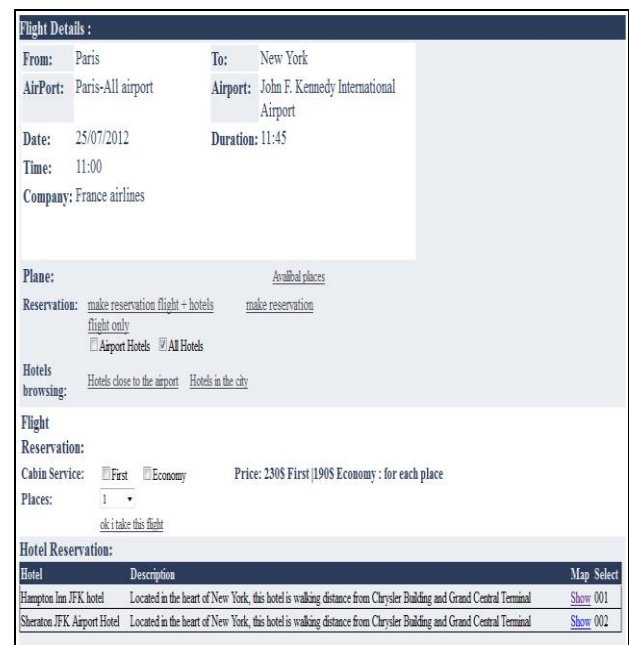 Flight Details :
From: Paris To: New York
AirPort: Paris-All airport Airport: John F. Kennedy International
Airport
Date: 25/07/2012 Duration: 11:45
Time: 11:00
Company: France airlines
Plane: Availbal places
Reservation: make reservation flight + hotels make reservation
flight only
Airport Hotels All Hotels
Hotels
browsing: Hotels close to the airport Hotels in the city
Flight
Reservation:
Cabin Service: First Economy Price: 230$ First |190$ Economy : for each place
Places: 1
ok i take this flight
Hotel Reservation:
Hotel Description Map Select
Hampton Inn JFK hotel Located in the heart of New York, this hotel is walking distance from Chrysler Building and Grand Central Terminal Show 001
Sheraton JFK Airport Hotel Located in the heart of New York, this hotel is walking distance from Chrysler Building and Grand Central Terminal Show 002